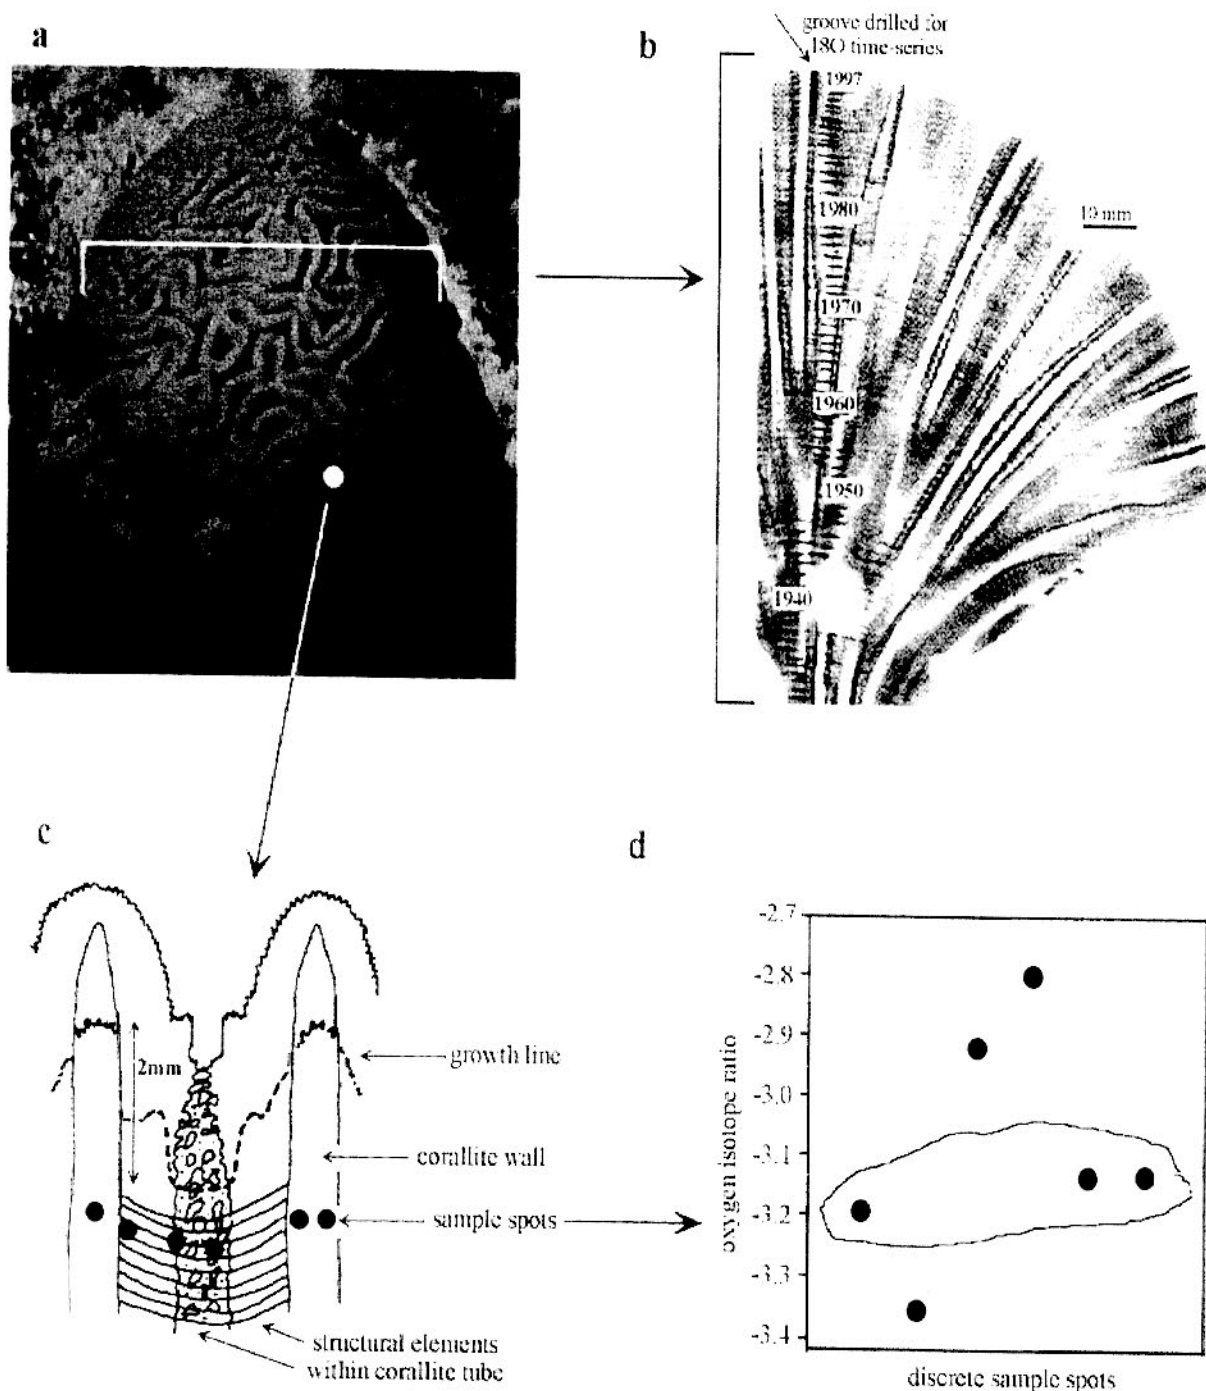 a
b
groove drilled for
18O time-series
1997
1980
10 mm
1970
1960
1950
1940
c
2mm
growth line
corallite wall
sample spots
structural elements
within corallite tube
d
oxygen isotope ratio
-2.7
-2.8
-2.9
-3.0
-3.1
-3.2
-3.3
-3.4
discrete sample spots